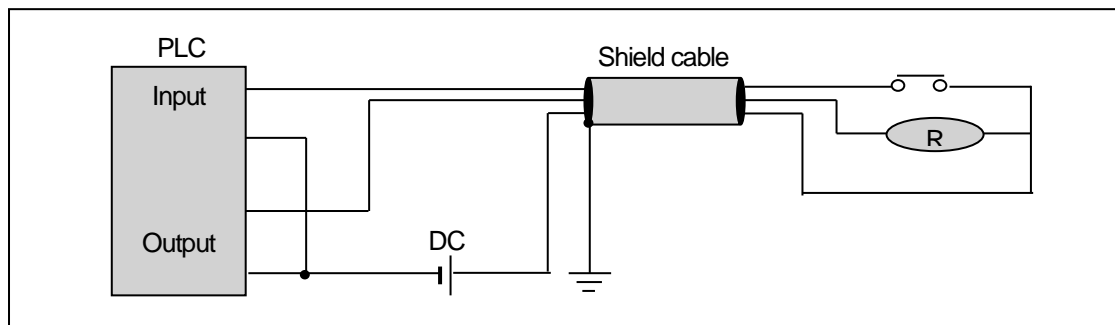 PLC
Shield cable
Input
R
Output
DC